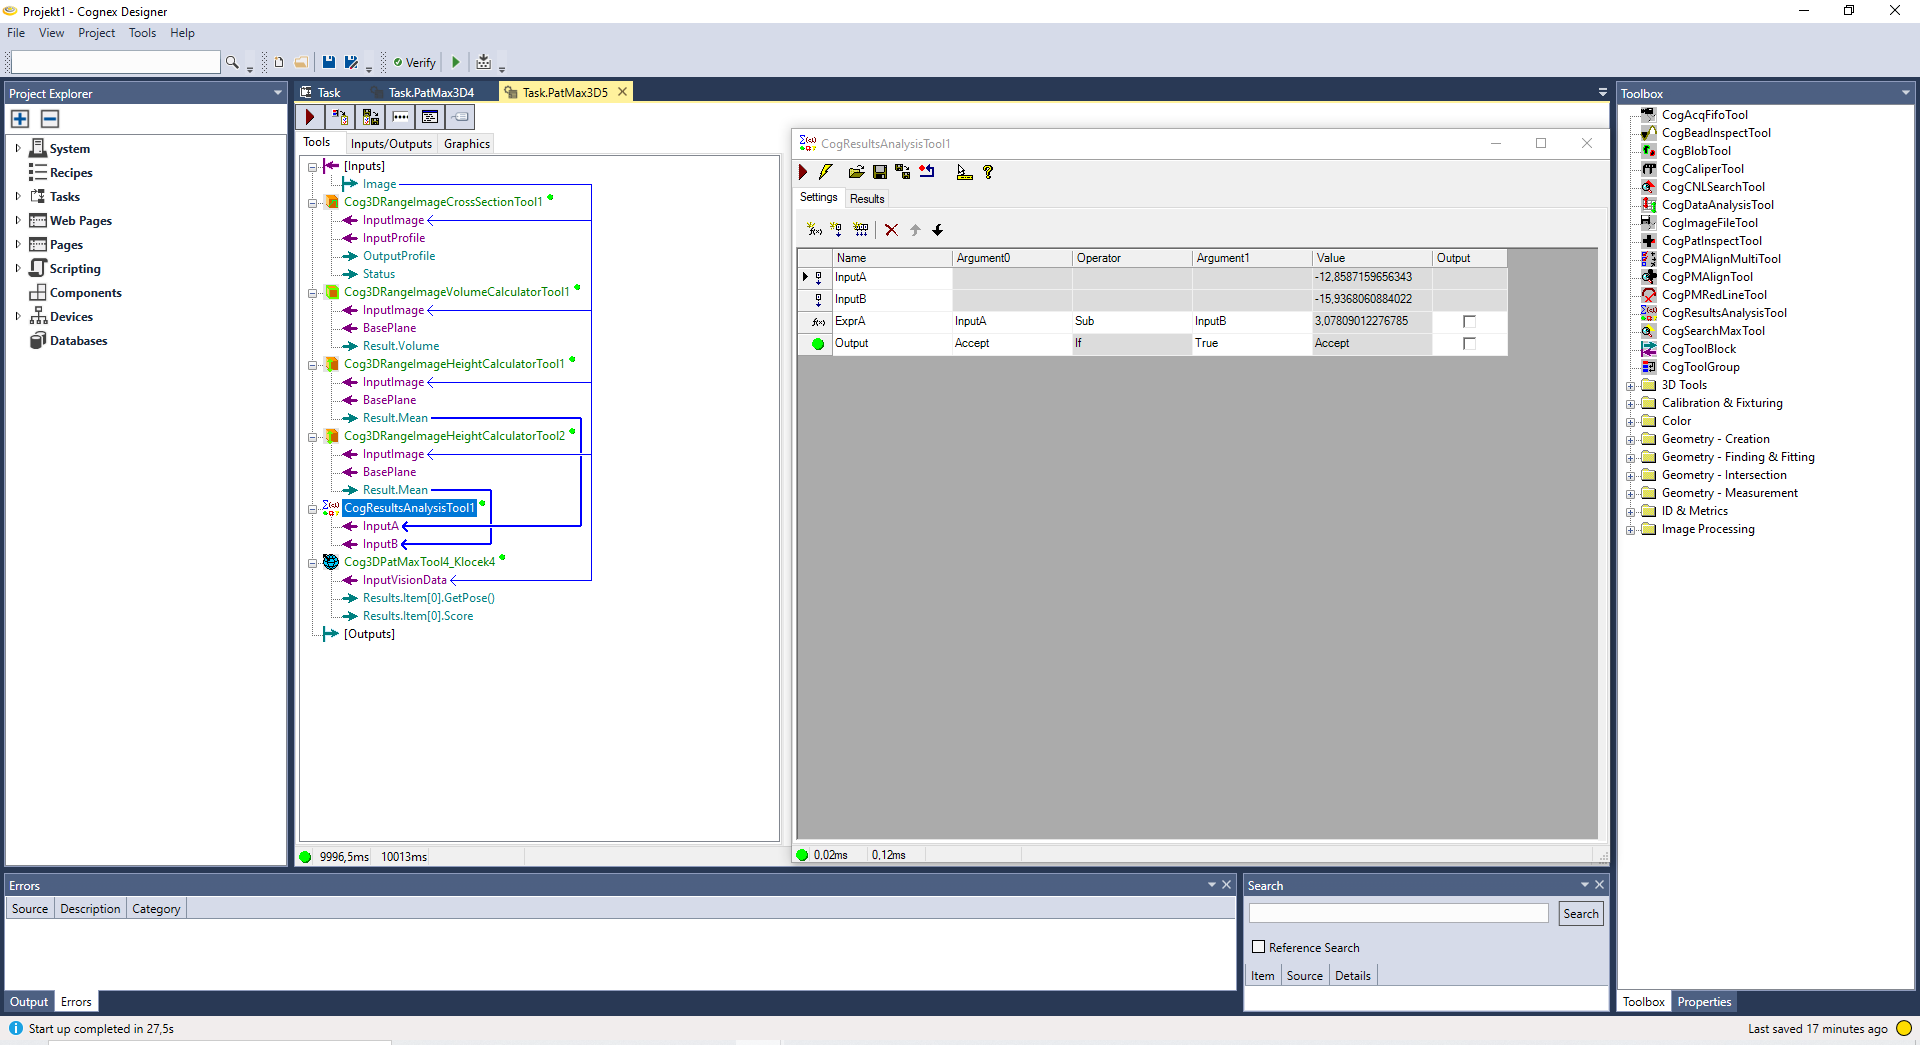 Projekt1 - Cognex Designer
File View Project Tools Help
Verify
Project Explorer
System
Recipes
Tasks
Web Pages
Pages
Scripting
Components
Devices
Databases
Task Task.PatMax3D4 Task.PatMax3D5
Tools Inputs/Outputs Graphics
[Inputs]
Image
Cog3DRangeImageCrossSectionTool1
InputImage
InputProfile
OutputProfile
Status
Cog3DRangeImageVolumeCalculatorTool1
InputImage
BasePlane
Result.Volume
Cog3DRangeImageHeightCalculatorTool1
InputImage
BasePlane
Result.Mean
Cog3DRangeImageHeightCalculatorTool2
InputImage
BasePlane
Result.Mean
CogResultsAnalysisTool1
InputA
InputB
Cog3DPatMaxTool4_Klocek4
InputVisionData
Results.Item[0].GetPose()
Results.Item[0].Score
[Outputs]
9996,5ms 10013ms
CogResultsAnalysisTool1
Settings Results
Name Argument0 Operator Argument1 Value Output
InputA -12,8587159656343
InputB -15,9368060884022
ExprA InputA Sub InputB 3,07809012276785
Output Accept If True Accept
0,02ms 0,12ms
Toolbox
CogAcqFifoTool
CogBeadInspectTool
CogBlobTool
CogCaliperTool
CogCNLSearchTool
CogDataAnalysisTool
CogImageFileTool
CogPatInspectTool
CogPMAlignMultiTool
CogPMAlignTool
CogPMRedLineTool
CogResultsAnalysisTool
CogSearchMaxTool
CogToolBlock
CogToolGroup
3D Tools
Calibration & Fixturing
Color
Geometry - Creation
Geometry - Finding & Fitting
Geometry - Intersection
Geometry - Measurement
ID & Metrics
Image Processing
Errors
Source Description Category
Output Errors
Search
Search
Reference Search
Item Source Details
Toolbox Properties
Start up completed in 27,5s
Last saved 17 minutes ago